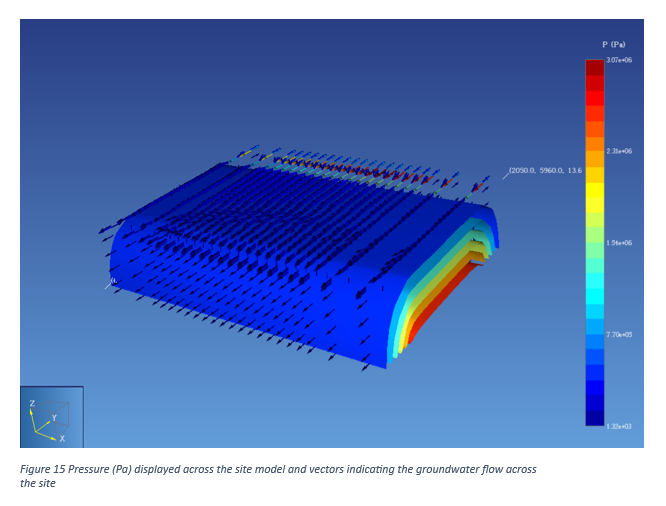 P (Pa)
3.07e+06
(2050.0, 5960.0, 13.6
2.31e+06
1.54e+06
7.70e+05
1.32e+03
Z
Y
X
Figure 15 Pressure (Pa) displayed across the site model and vectors indicating the groundwater flow across
the site